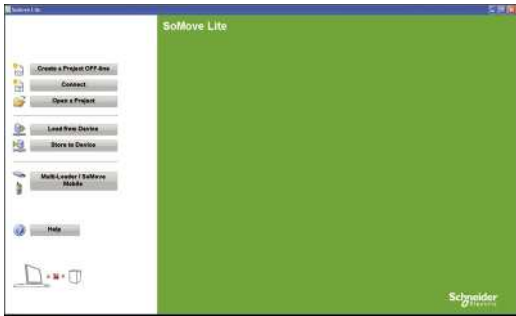 SoMove Lite
SoMove Lite
Create a Project OFF-line
Connect
Open a Project
Load from Device
Store to Device
Multi-Loader / SoMove
Mobile
Help
Schneider
Electric